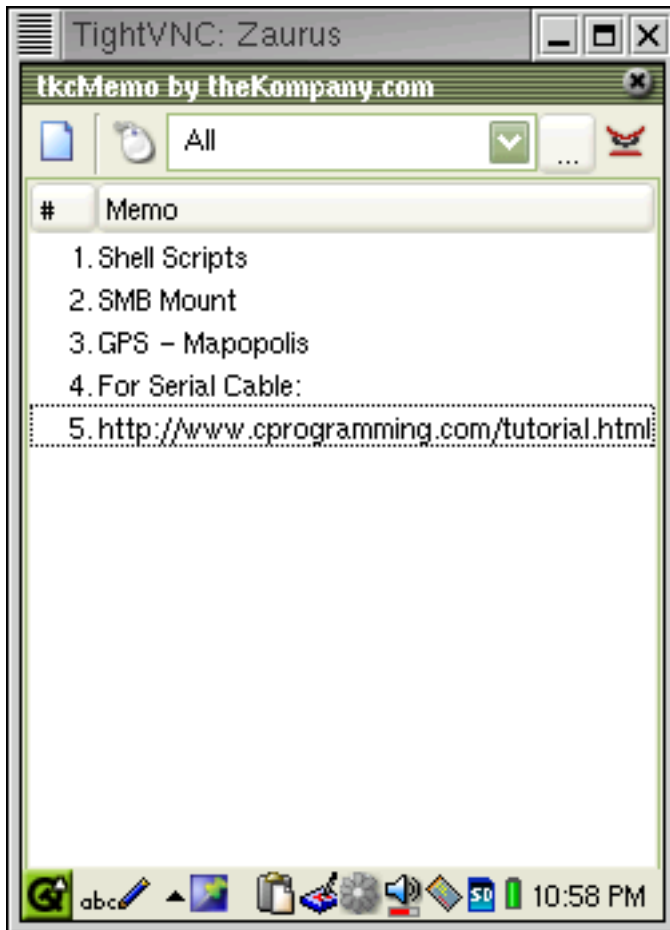 TightVNC: Zaurus
tkcMemo by theKompany.com
All
...
# Memo
1. Shell Scripts
2. SMB Mount
3. GPS – Mapopolis
4. For Serial Cable:
5. http://www.cprogramming.com/tutorial.html
abc SD 10:58 PM